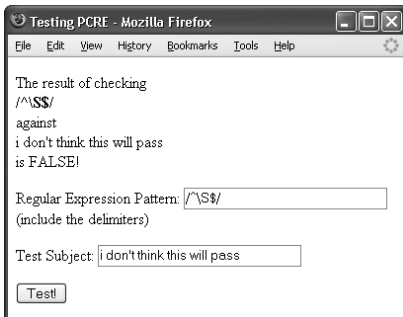 Testing PCRE - Mozilla Firefox
File Edit View History Bookmarks Tools Help
The result of checking
/^\S$/
against
i don't think this will pass
is FALSE!
Regular Expression Pattern: /^\S$/
(include the delimiters)
Test Subject: i don't think this will pass
Test!